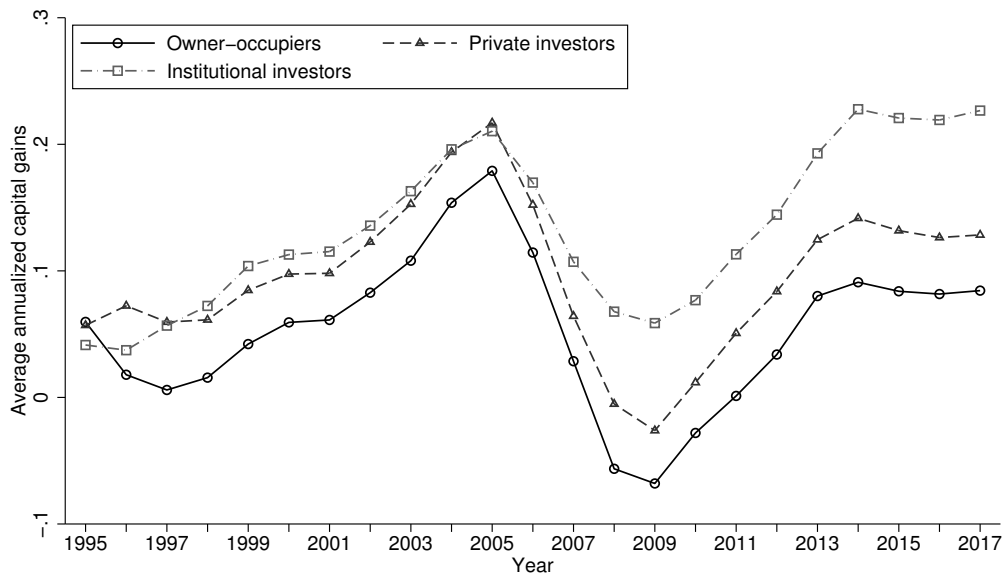 .3
.2
.1
0
−.1
Average annualized capital gains
Owner−occupiers
Private investors
Institutional investors
1995 1997 1999 2001 2003 2005 2007 2009 2011 2013 2015 2017
Year